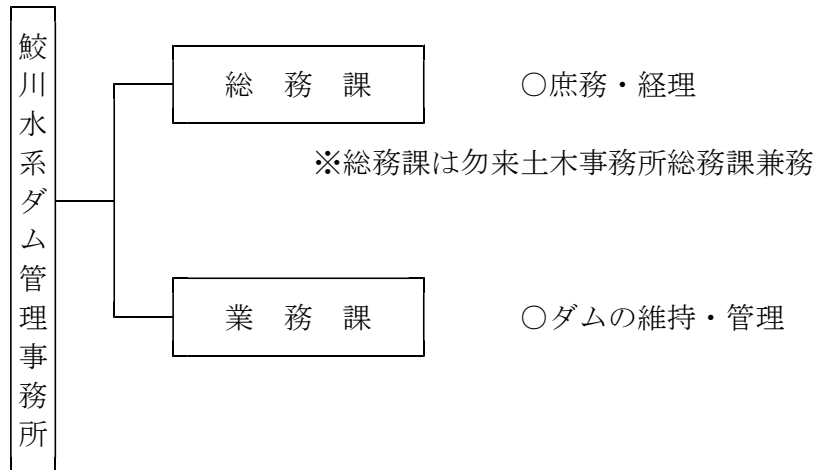 鮫川水系ダム管理事務所
総務課
○庶務・経理
※総務課は勿来土木事務所総務課兼務
業務課
○ダムの維持・管理